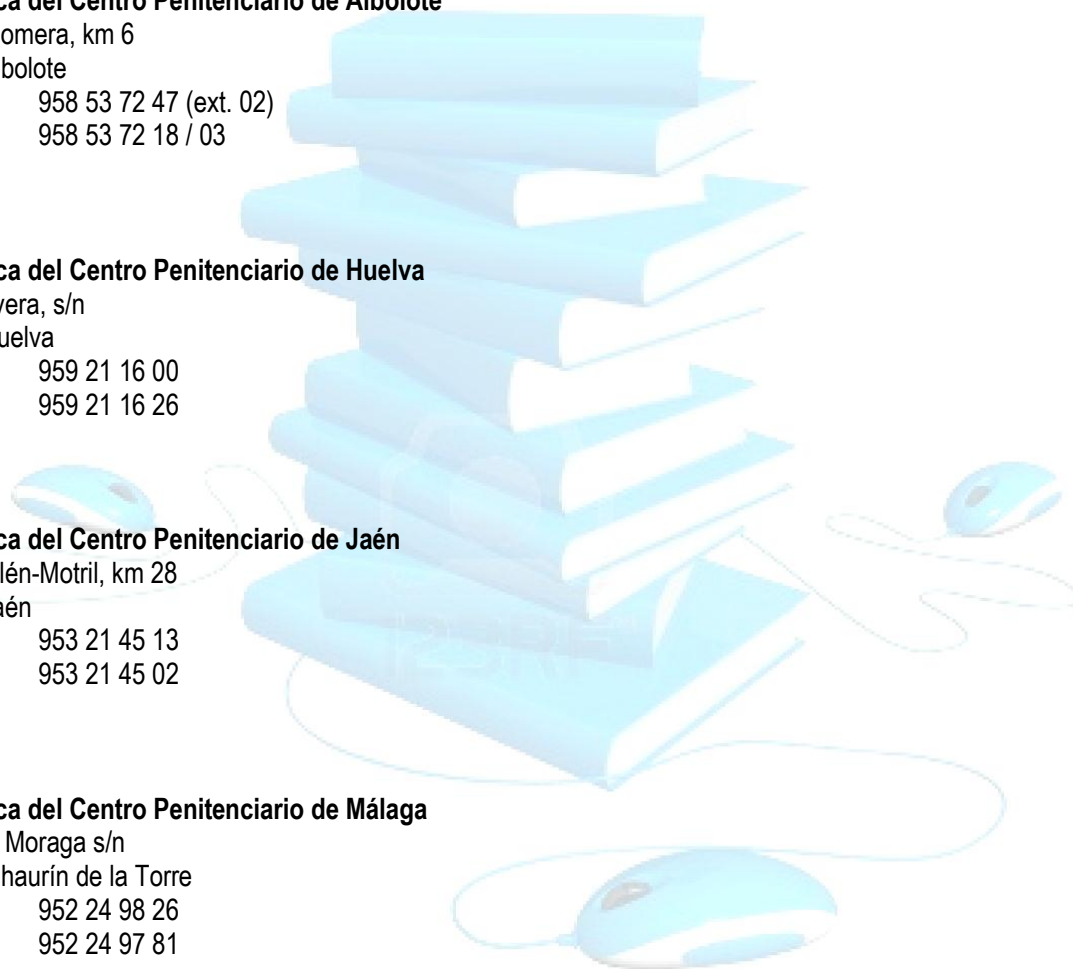 ca del Centro Penitenciario de Albolote
omera, km 6
bolote
958 53 72 47 (ext. 02)
958 53 72 18 / 03
ca del Centro Penitenciario de Huelva
vera, s/n
uelva
959 21 16 00
959 21 16 26
ca del Centro Penitenciario de Jaén
lén-Motril, km 28
aén
953 21 45 13
953 21 45 02
ca del Centro Penitenciario de Málaga
Moraga s/n
haurín de la Torre
952 24 98 26
952 24 97 81